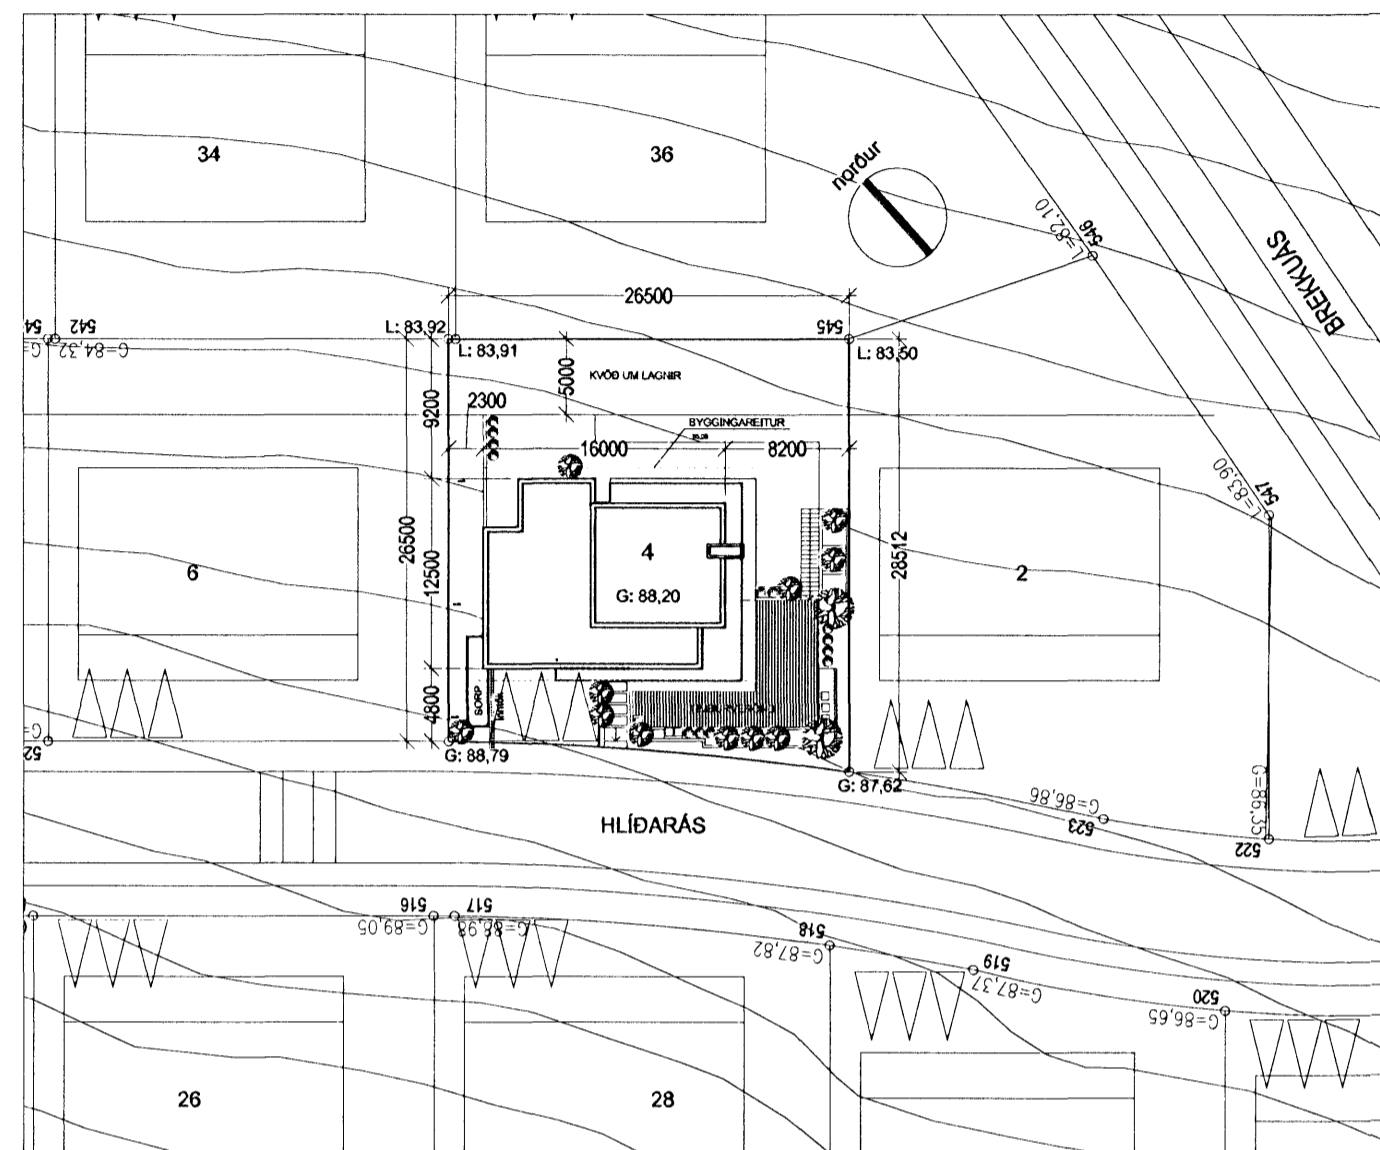 34
36
norður
L=82,10
546
BREKKUÁS
26500
542
G=84,32
L: 83,92
L: 83,91
545
L: 83,50
KVÖÐ UM LAGNIR
5000
9200
2300
BYGGINGAREITUR
16000
8200
L=83,90
547
6
26500
12500
4
G: 88,20
28512
2
4800
SORP
G: 88,79
G: 87,62
G=86,86
523
G=86,35
522
HLÍÐARÁS
516
G=89,05
517
G=88,98
518
G=87,82
519
G=87,37
520
G=86,65
26
28